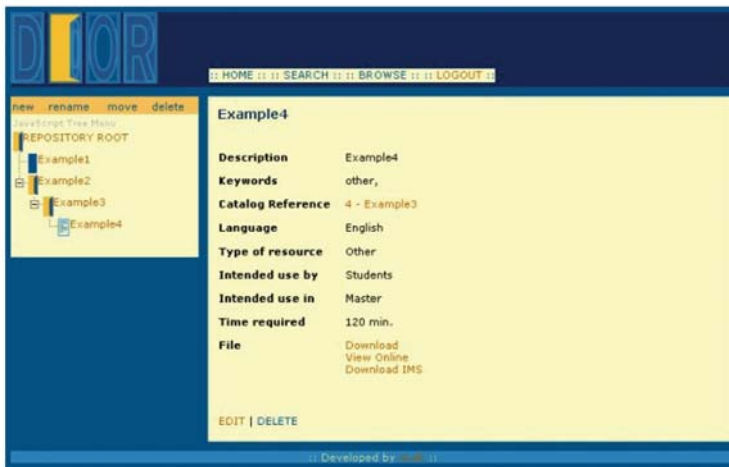 DOOR
:: HOME :: :: SEARCH :: :: BROWSE :: :: LOGOUT ::
new rename move delete
JavaScript Tree Menu
REPOSITORY ROOT
Example1
Example2
Example3
Example4
Example4
Description Example4
Keywords other,
Catalog Reference 4 - Example3
Language English
Type of resource Other
Intended use by Students
Intended use in Master
Time required 120 min.
File Download
View Online
Download IMS
EDIT | DELETE
:: Developed by ::